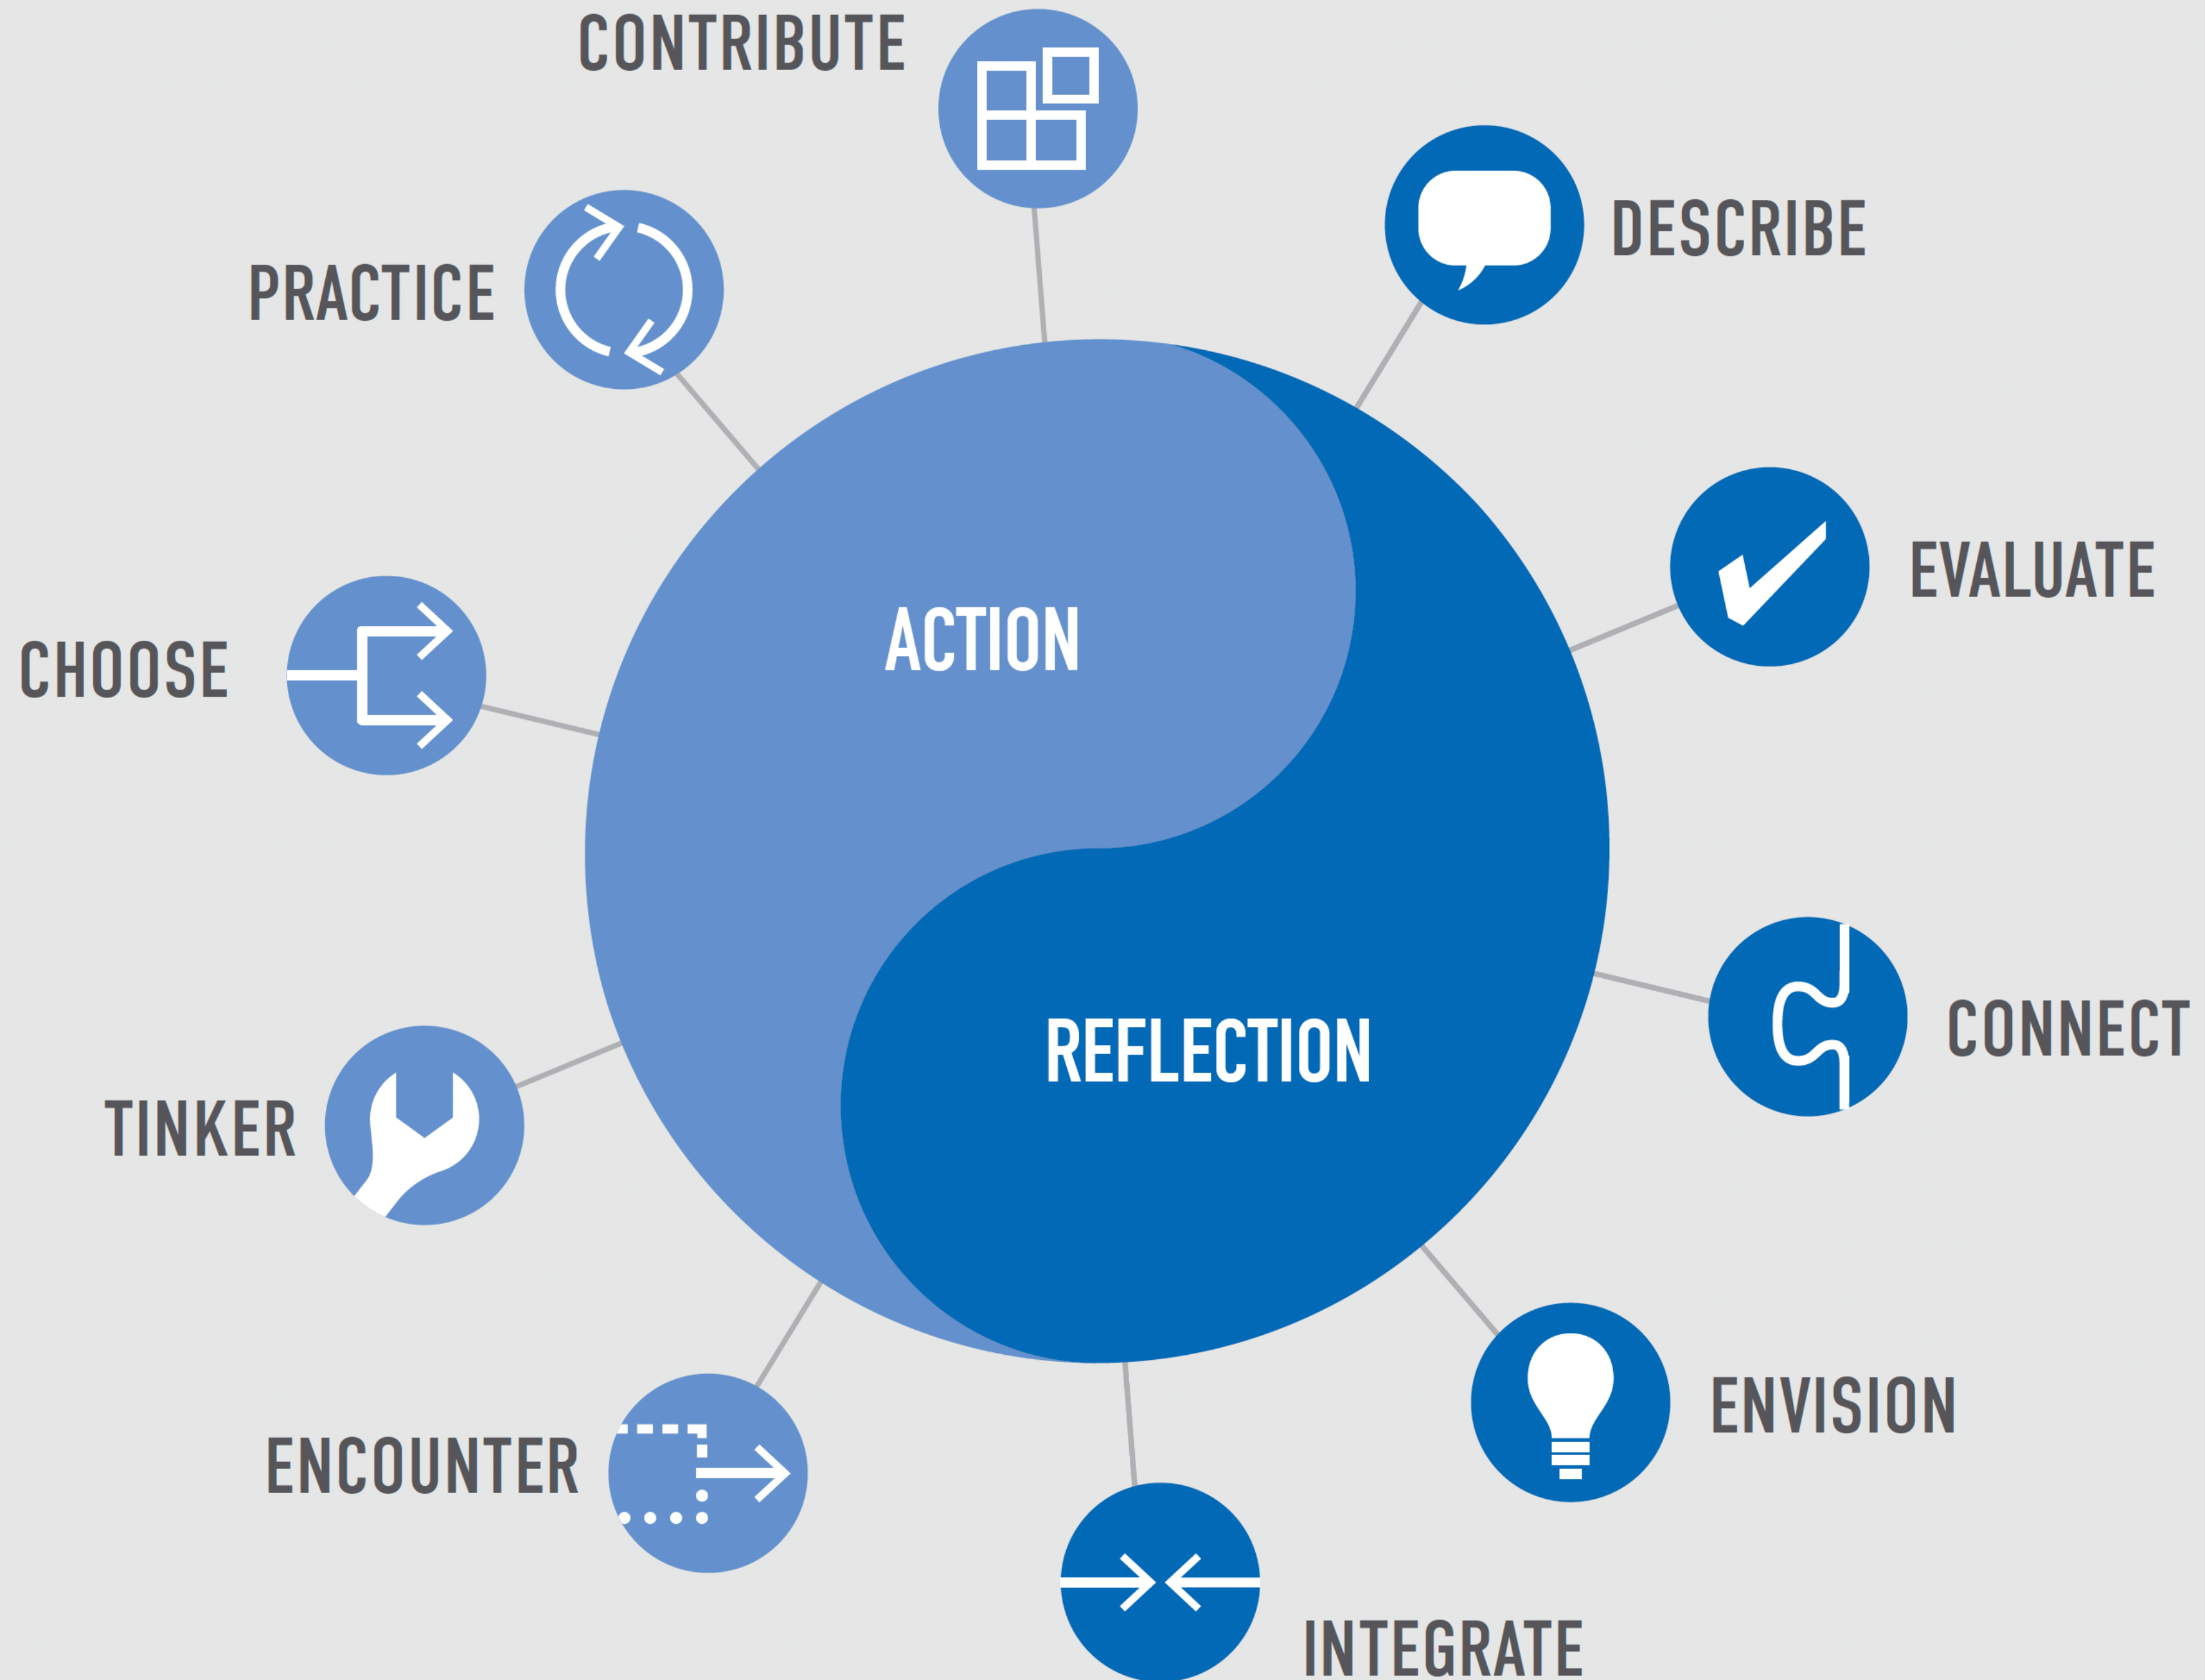 CONTRIBUTE
DESCRIBE
PRACTICE
EVALUATE
ACTION
CHOOSE
CONNECT
REFLECTION
TINKER
ENVISION
ENCOUNTER
INTEGRATE